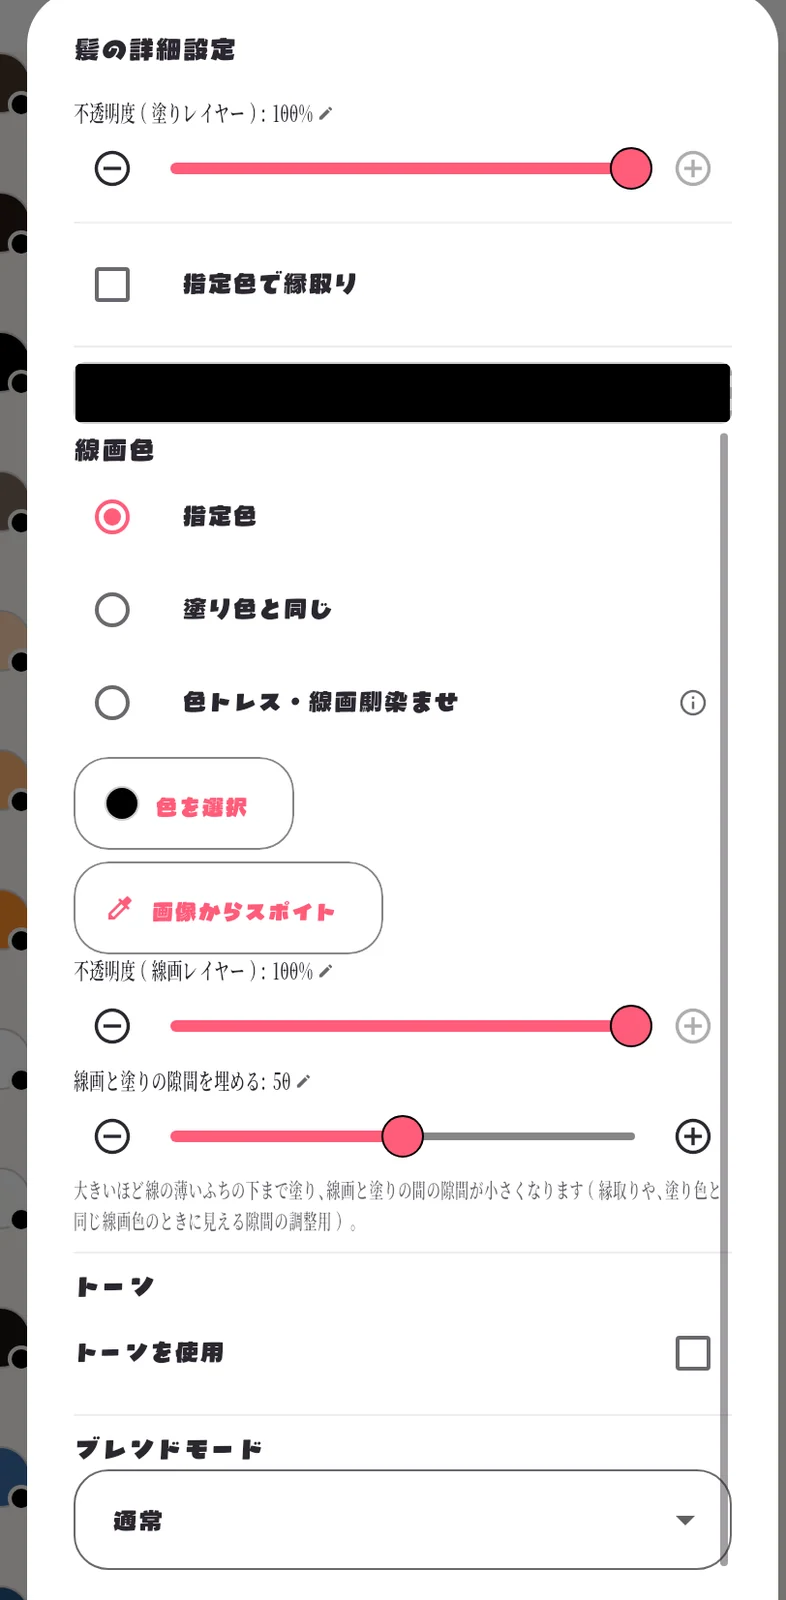 髪の詳細設定
不透明度(塗りレイヤー): 100%
指定色で縁取り
線画色
指定色
塗り色と同じ
色トレス・線画馴染ませ
色を選択
画像からスポイト
不透明度(線画レイヤー): 100%
線画と塗りの隙間を埋める: 50
大きいほど線の薄いふちの下まで塗り、線画と塗りの間の隙間が小さくなります(縁取りや、塗り色と
同じ線画色のときに見える隙間の調整用)。
トーン
トーンを使用
ブレンドモード
通常